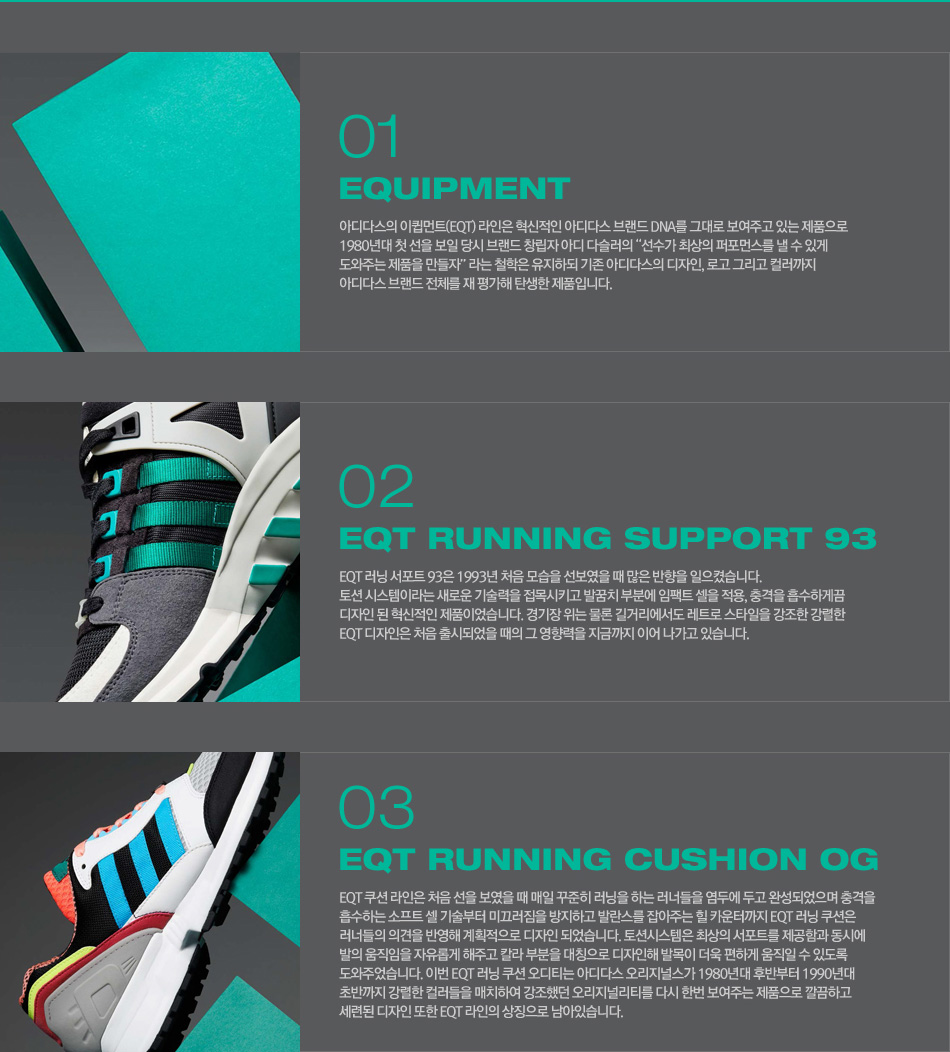 01
EQUIPMENT
아디다스의 이큅먼트(EQT) 라인은 혁신적인 아디다스 브랜드 DNA를 그대로 보여주고 있는 제품으로
1980년대 첫 선을 보일 당시 브랜드 창립자 아디 다슬러의 “선수가 최상의 퍼포먼스를 낼 수 있게
도와주는 제품을 만들자” 라는 철학은 유지하되 기존 아디다스의 디자인, 로고 그리고 컬러까지
아디다스 브랜드 전체를 재 평가해 탄생한 제품입니다.
02
EQT RUNNING SUPPORT 93
EQT 러닝 서포트 93은 1993년 처음 모습을 선보였을 때 많은 반향을 일으켰습니다.
토션 시스템이라는 새로운 기술력을 접목시키고 발꿈치 부분에 임팩트 셀을 적용, 충격을 흡수하게끔
디자인 된 혁신적인 제품이었습니다. 경기장 위는 물론 길거리에서도 레트로 스타일을 강조한 강렬한
EQT 디자인은 처음 출시되었을 때의 그 영향력을 지금까지 이어 나가고 있습니다.
03
EQT RUNNING CUSHION OG
EQT 쿠션 라인은 처음 선을 보였을 때 매일 꾸준히 러닝을 하는 러너들을 염두에 두고 완성되었으며 충격을
흡수하는 소프트 셀 기술부터 미끄러짐을 방지하고 발란스를 잡아주는 힐 카운터까지 EQT 러닝 쿠션은
러너들의 의견을 반영해 계획적으로 디자인 되었습니다. 토션시스템은 최상의 서포트를 제공함과 동시에
발의 움직임을 자유롭게 해주고 칼라 부분을 대칭으로 디자인해 발목이 더욱 편하게 움직일 수 있도록
도와주었습니다. 이번 EQT 러닝 쿠션 오디티는 아디다스 오리지널스가 1980년대 후반부터 1990년대
초반까지 강렬한 컬러들을 매치하여 강조했던 오리지널리티를 다시 한번 보여주는 제품으로 깔끔하고
세련된 디자인 또한 EQT 라인의 상징으로 남아있습니다.